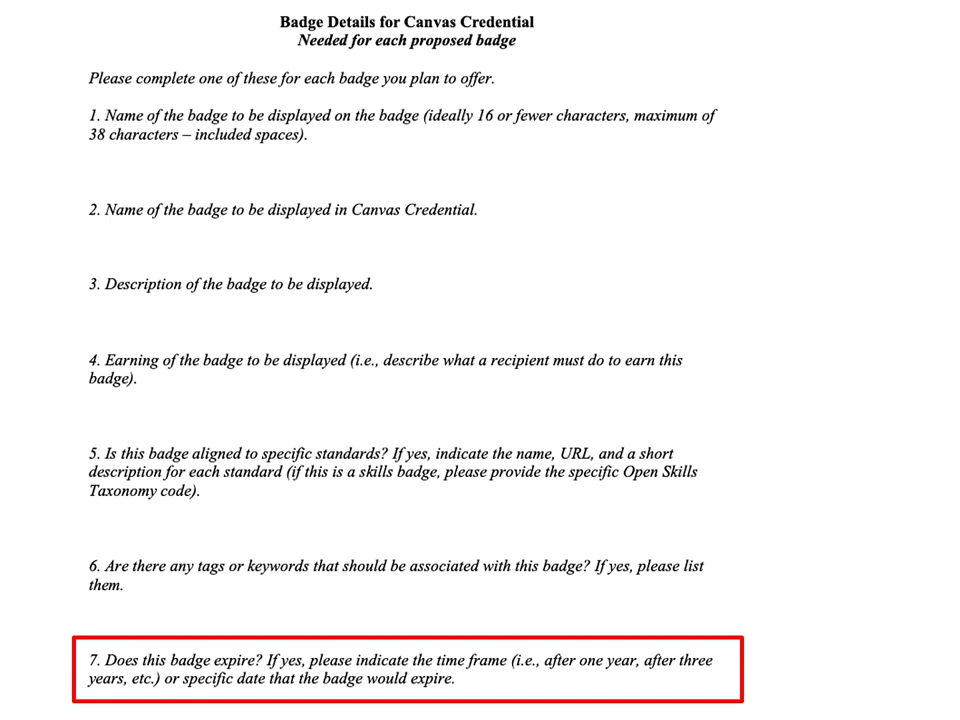 Badge Details for Canvas Credential
Needed for each proposed badge
Please complete one of these for each badge you plan to offer.
1. Name of the badge to be displayed on the badge (ideally 16 or fewer characters, maximum of
38 characters – included spaces).
2. Name of the badge to be displayed in Canvas Credential.
3. Description of the badge to be displayed.
4. Earning of the badge to be displayed (i.e., describe what a recipient must do to earn this
badge).
5. Is this badge aligned to specific standards? If yes, indicate the name, URL, and a short
description for each standard (if this is a skills badge, please provide the specific Open Skills
Taxonomy code).
6. Are there any tags or keywords that should be associated with this badge? If yes, please list
them.
7. Does this badge expire? If yes, please indicate the time frame (i.e., after one year, after three
years, etc.) or specific date that the badge would expire.